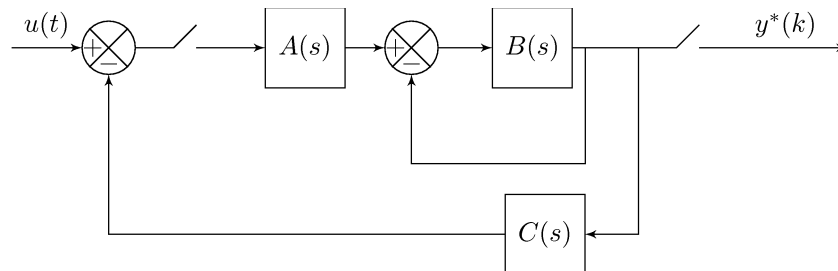 u(t)
+
−
A(s)
+
−
B(s)
y*(k)
C(s)